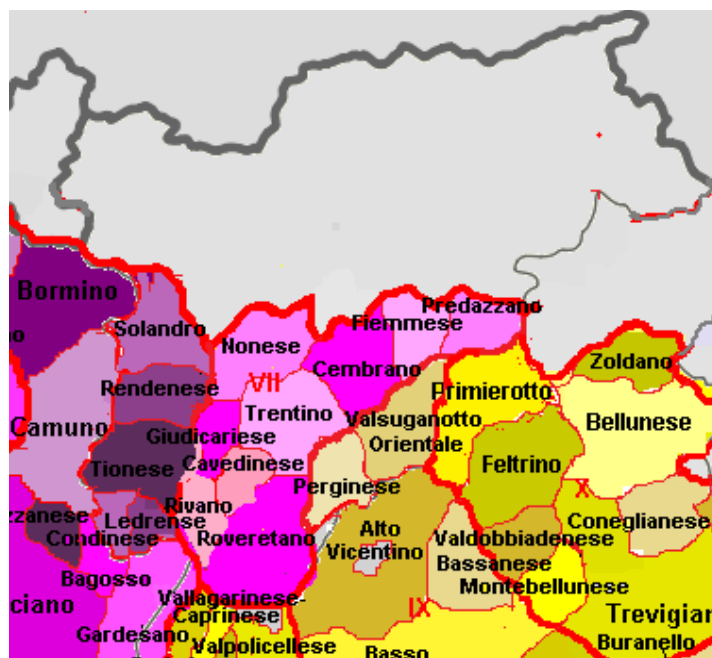 Bormino
no
Solandro
Nonese
Fiemmese
Predazzano
Cembrano
Zoldano
Primierotto
VII
Rendenese
Trentino
Camuno
Giudicariese
Valsuganotto
Orientale
Bellunese
Tionese
Cavedinese
Feltrino
Perginese
X
zzanese
Ledrense
Condinese
Rivano
Roveretano
Alto
Vicentino
Coneglianese
Valdobbiadenese
Bassanese
Bagosso
Montebellunese
ciano
Vallagarinese-
Caprinese
IX
Trevigian
Gardesano
Valpolicellese
Basso
Buranello